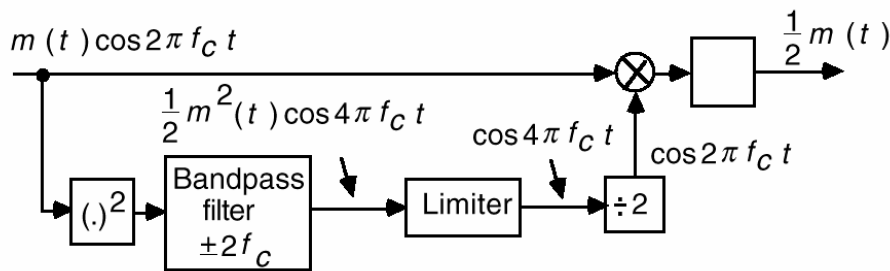 m (t) cos 2π f_c t
½ m (t)
½ m²(t) cos 4π f_c t
cos 4π f_c t
cos 2π f_c t
(.)²
Bandpass
filter
±2f_c
Limiter
÷2